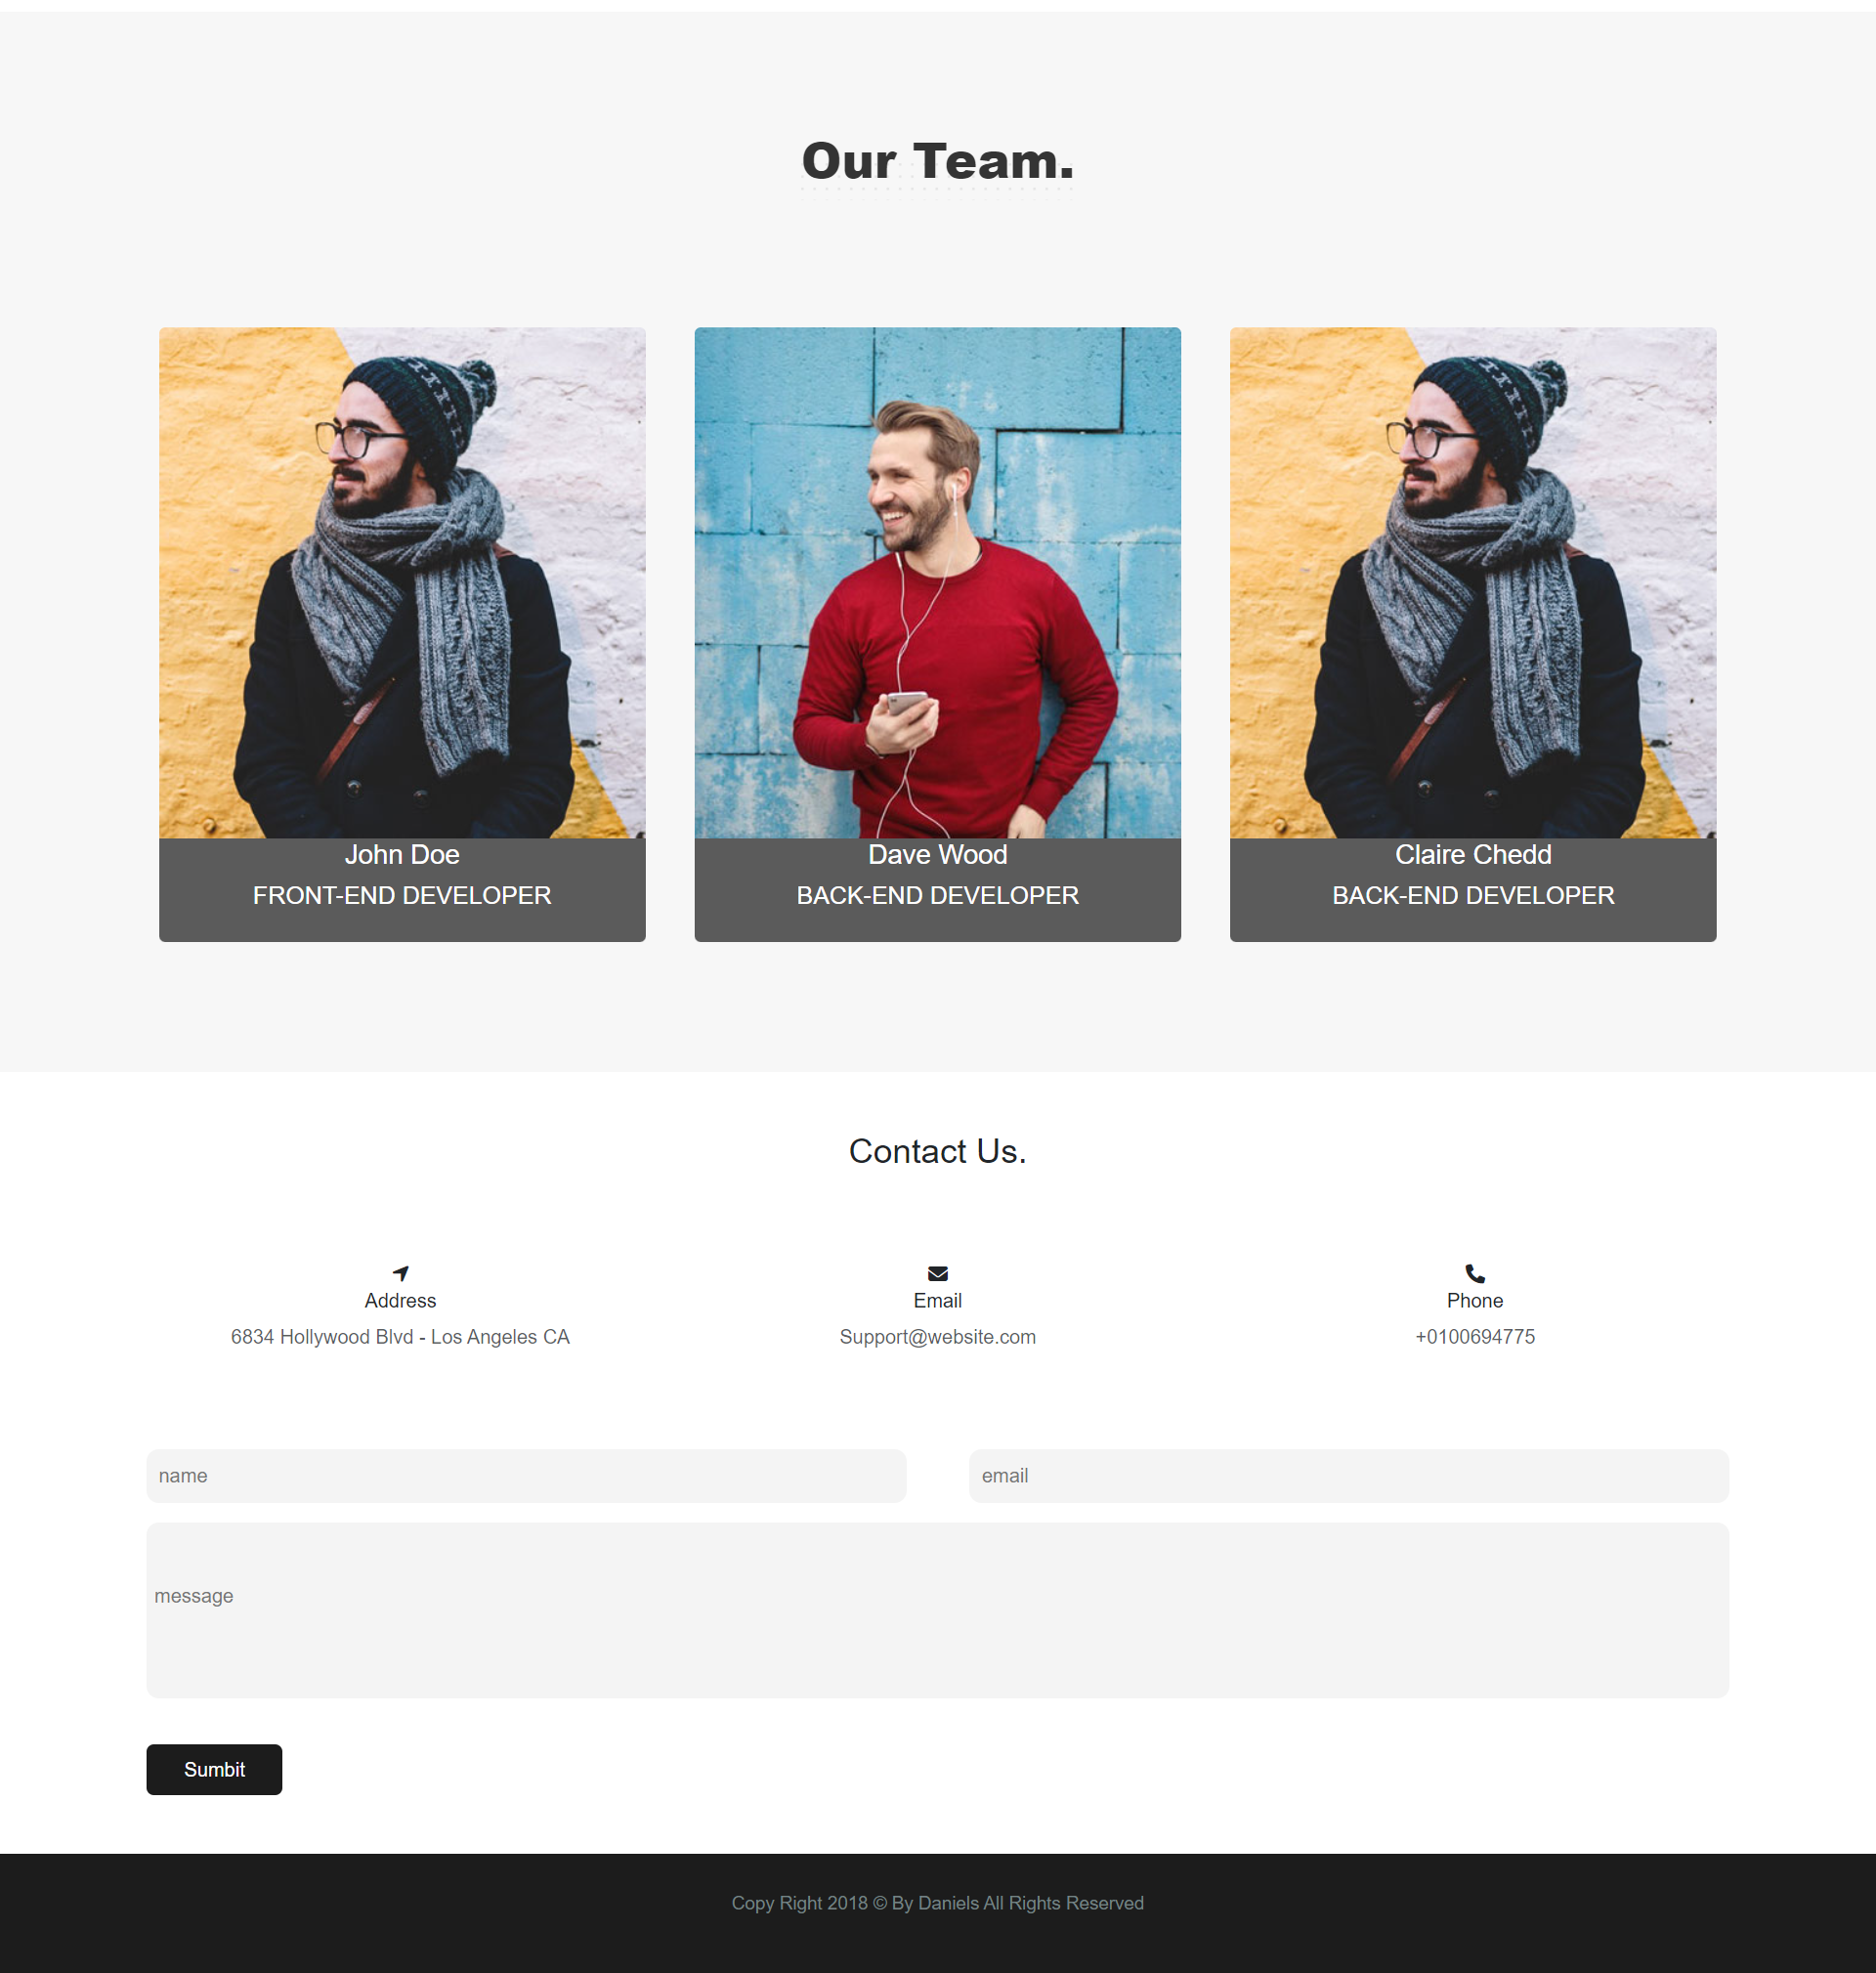 Our Team.
John Doe
FRONT-END DEVELOPER
Dave Wood
BACK-END DEVELOPER
Claire Chedd
BACK-END DEVELOPER
Contact Us.
Address
6834 Hollywood Blvd - Los Angeles CA
Email
Support@website.com
Phone
+0100694775
name
email
message
Sumbit
Copy Right 2018 © By Daniels All Rights Reserved